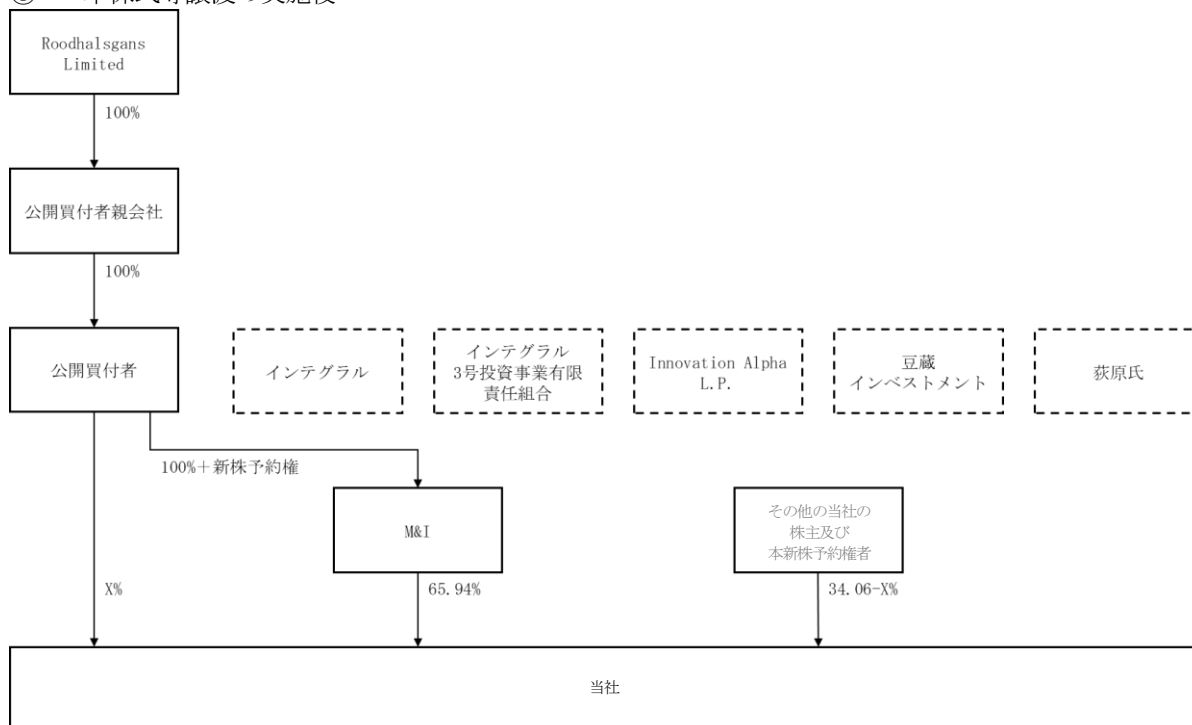 Roodhalsgans
Limited
100%
公開買付者親会社
100%
公開買付者
インテグラル
インテグラル
3号投資事業有限
責任組合
Innovation Alpha
L.P.
豆蔵
インベストメント
荻原氏
100%+新株予約権
M&I
その他の当社の
株主及び
本新株予約権者
X%
65.94%
34.06-X%
当社